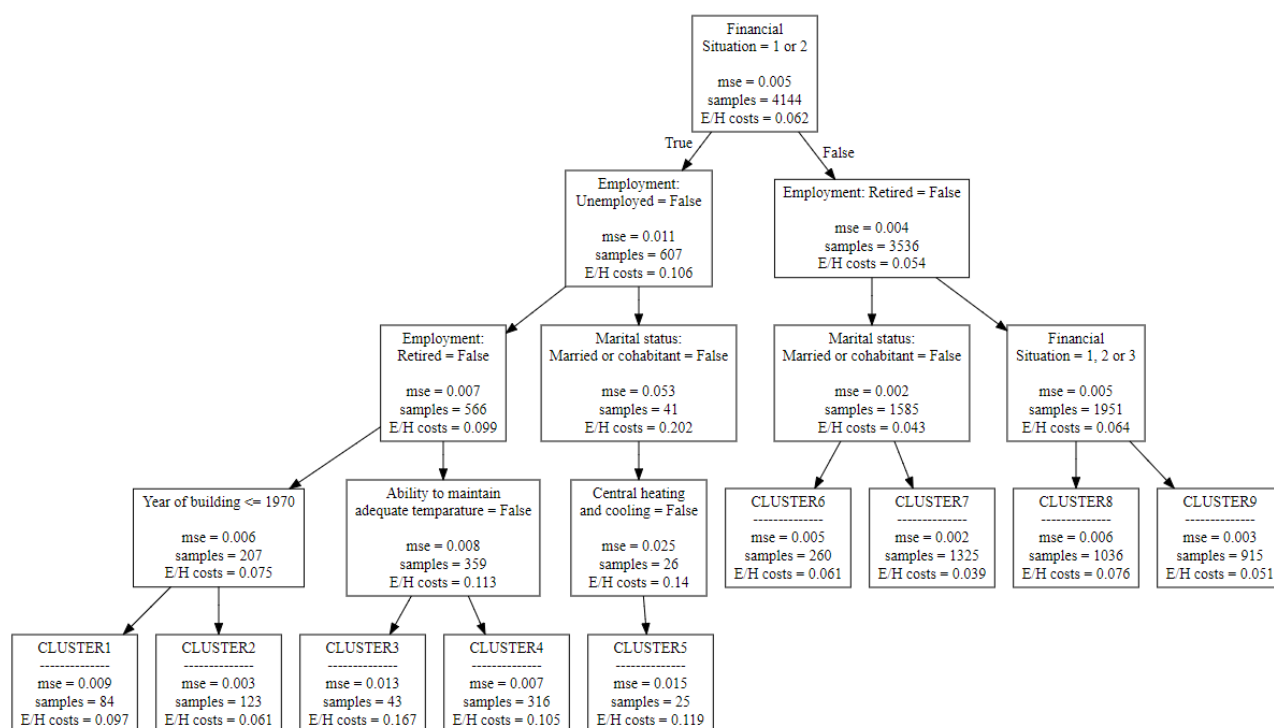 Financial
Situation = 1 or 2
mse = 0.005
samples = 4144
E/H costs = 0.062
True
False
Employment:
Unemployed = False
mse = 0.011
samples = 607
E/H costs = 0.106
Employment: Retired = False
mse = 0.004
samples = 3536
E/H costs = 0.054
Employment:
Retired = False
mse = 0.007
samples = 566
E/H costs = 0.099
Marital status:
Married or cohabitant = False
mse = 0.053
samples = 41
E/H costs = 0.202
Marital status:
Married or cohabitant = False
mse = 0.002
samples = 1585
E/H costs = 0.043
Financial
Situation = 1, 2 or 3
mse = 0.005
samples = 1951
E/H costs = 0.064
Year of building <= 1970
mse = 0.006
samples = 207
E/H costs = 0.075
Ability to maintain
adequate temparature = False
mse = 0.008
samples = 359
E/H costs = 0.113
Central heating
and cooling = False
mse = 0.025
samples = 26
E/H costs = 0.14
CLUSTER6
--------------
mse = 0.005
samples = 260
E/H costs = 0.061
CLUSTER7
--------------
mse = 0.002
samples = 1325
E/H costs = 0.039
CLUSTER8
--------------
mse = 0.006
samples = 1036
E/H costs = 0.076
CLUSTER9
--------------
mse = 0.003
samples = 915
E/H costs = 0.051
CLUSTER1
--------------
mse = 0.009
samples = 84
E/H costs = 0.097
CLUSTER2
--------------
mse = 0.003
samples = 123
E/H costs = 0.061
CLUSTER3
--------------
mse = 0.013
samples = 43
E/H costs = 0.167
CLUSTER4
--------------
mse = 0.007
samples = 316
E/H costs = 0.105
CLUSTER5
--------------
mse = 0.015
samples = 25
E/H costs = 0.119